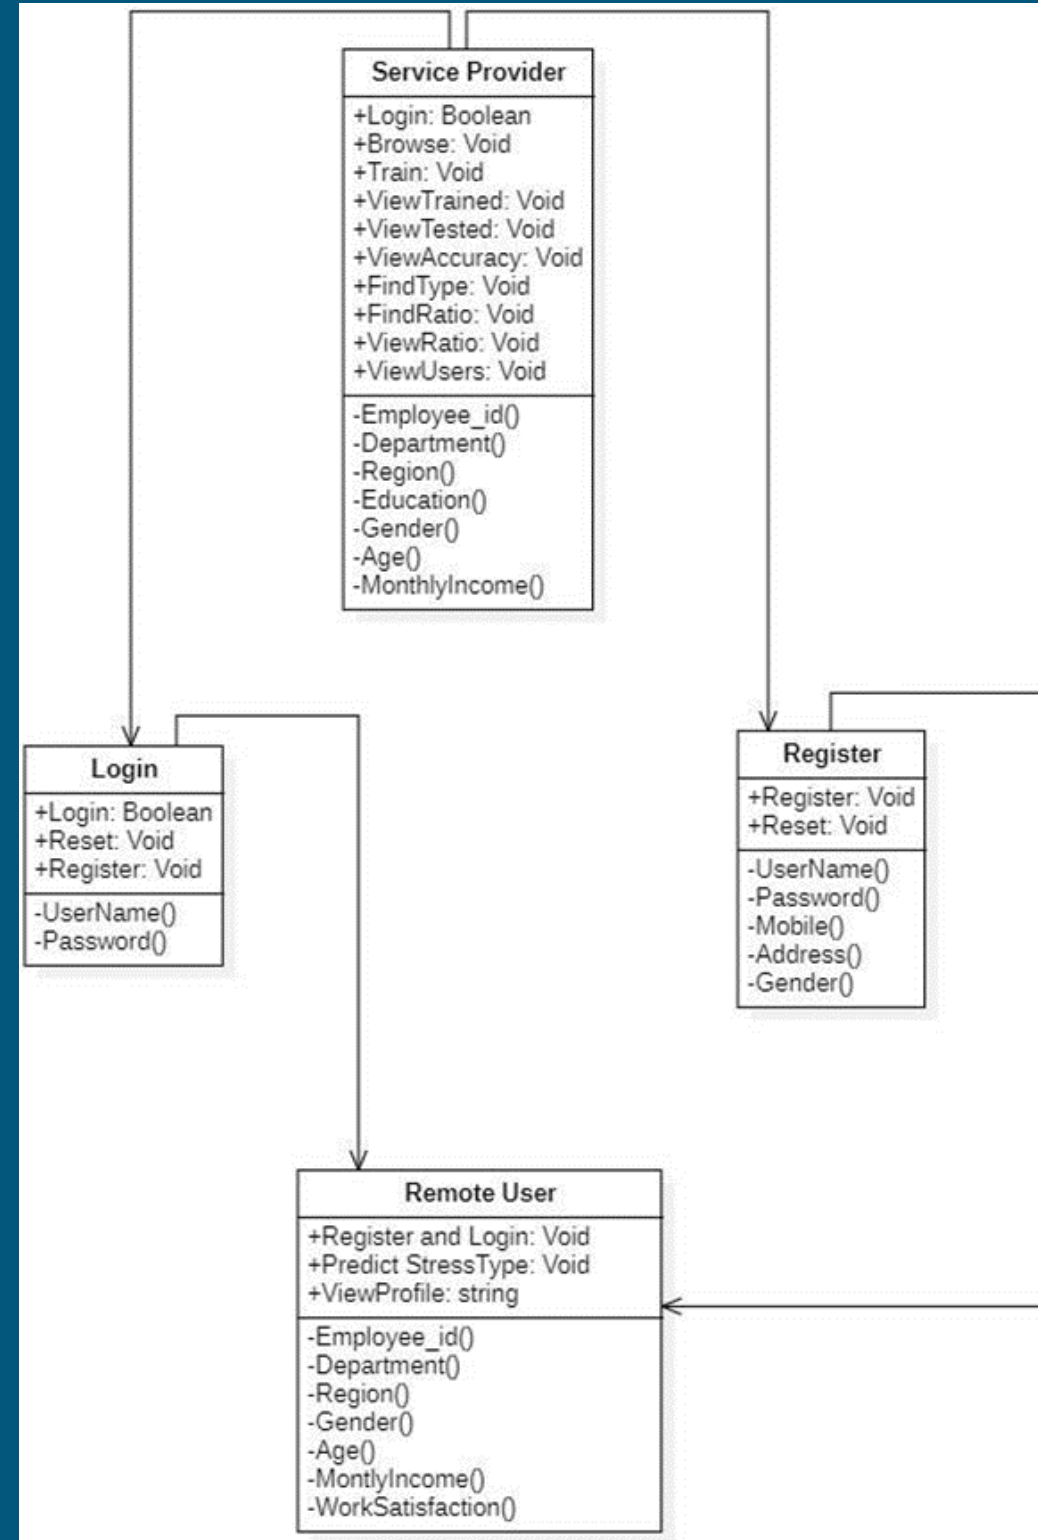 Service Provider
+Login: Boolean
+Browse: Void
+Train: Void
+ViewTrained: Void
+ViewTested: Void
+ViewAccuracy: Void
+FindType: Void
+FindRatio: Void
+ViewRatio: Void
+ViewUsers: Void
-Employee_id()
-Department()
-Region()
-Education()
-Gender()
-Age()
-MonthlyIncome()
Login
+Login: Boolean
+Reset: Void
+Register: Void
-UserName()
-Password()
Register
+Register: Void
+Reset: Void
-UserName()
-Password()
-Mobile()
-Address()
-Gender()
Remote User
+Register and Login: Void
+Predict StressType: Void
+ViewProfile: string
-Employee_id()
-Department()
-Region()
-Gender()
-Age()
-MontlyIncome()
-WorkSatisfaction()